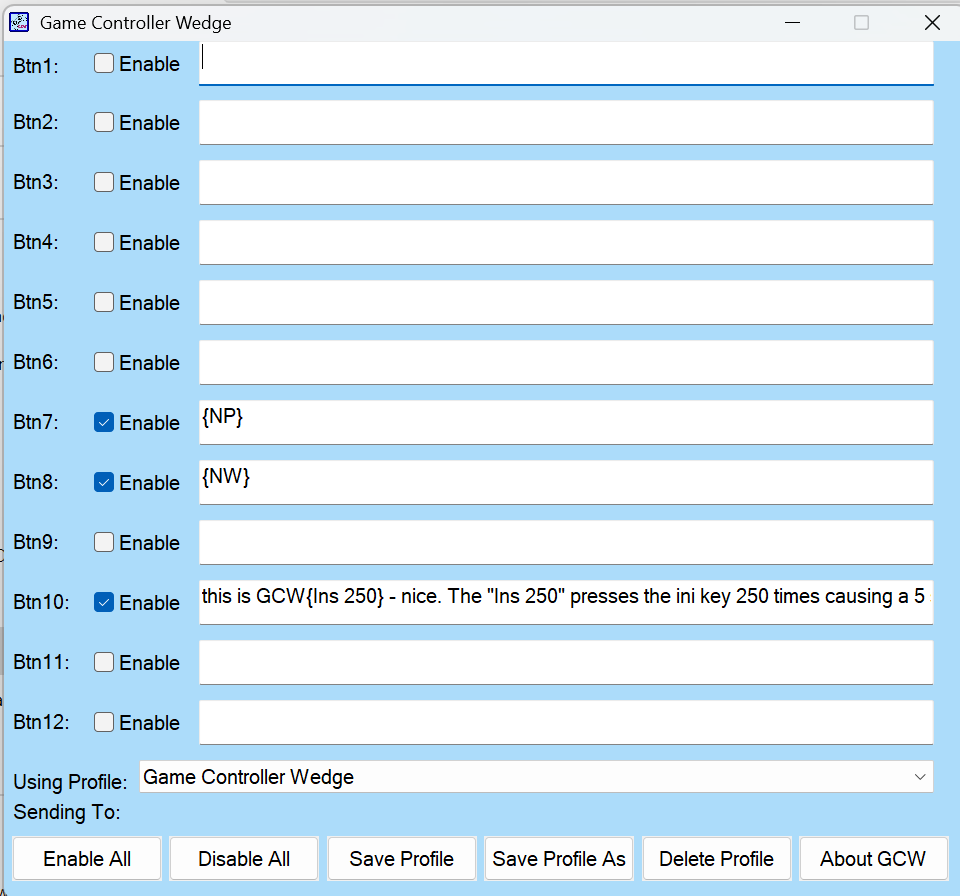 Game Controller Wedge
Btn1: Enable
Btn2: Enable
Btn3: Enable
Btn4: Enable
Btn5: Enable
Btn6: Enable
Btn7: Enable {NP}
Btn8: Enable {NW}
Btn9: Enable
Btn10: Enable this is GCW{Ins 250} - nice. The "Ins 250" presses the ini key 250 times causing a 5
Btn11: Enable
Btn12: Enable
Using Profile: Game Controller Wedge
Sending To:
Enable All Disable All Save Profile Save Profile As Delete Profile About GCW